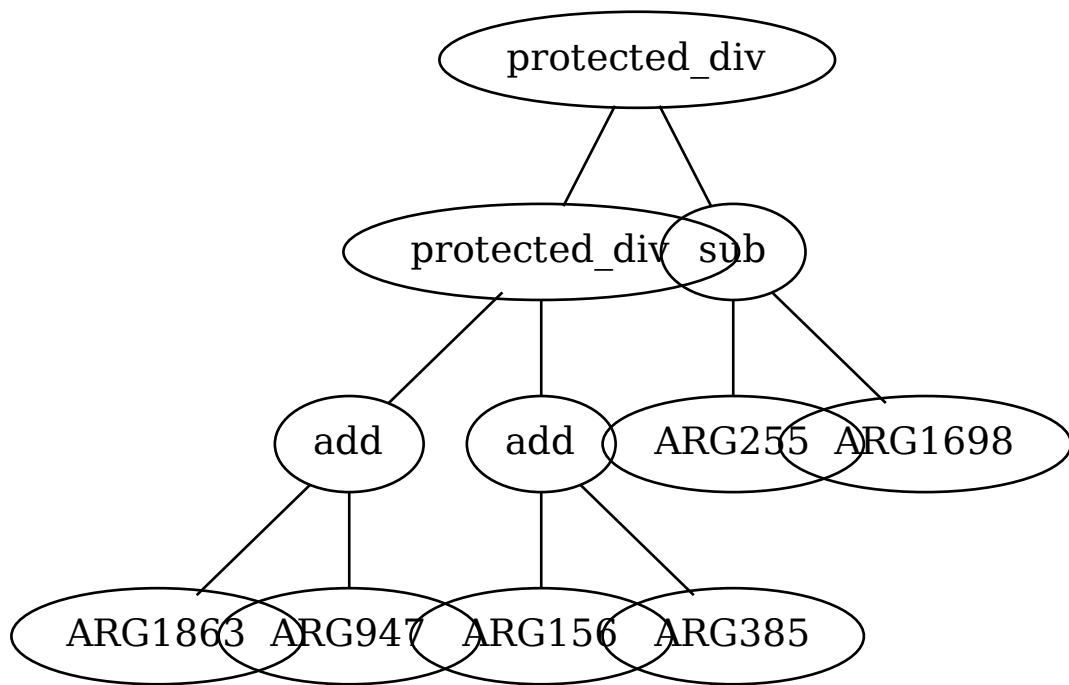 protected_div
protected_div sub
add add ARG255 ARG1698
ARG1863 ARG947 ARG156 ARG385